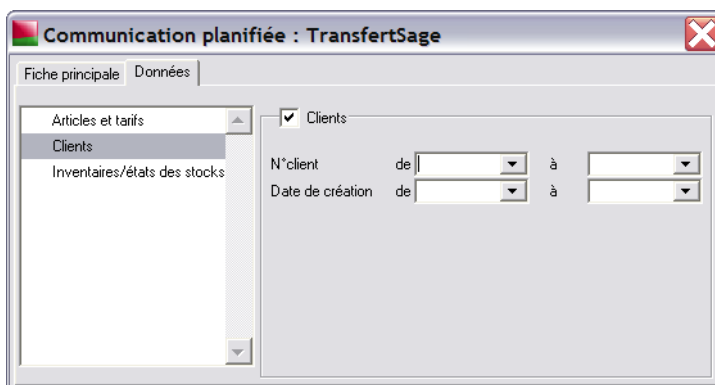 Communication planifiée : TransfertSage
Fiche principale Données
Articles et tarifs
Clients
Inventaires/états des stocks
Clients
N°client de à
Date de création de à